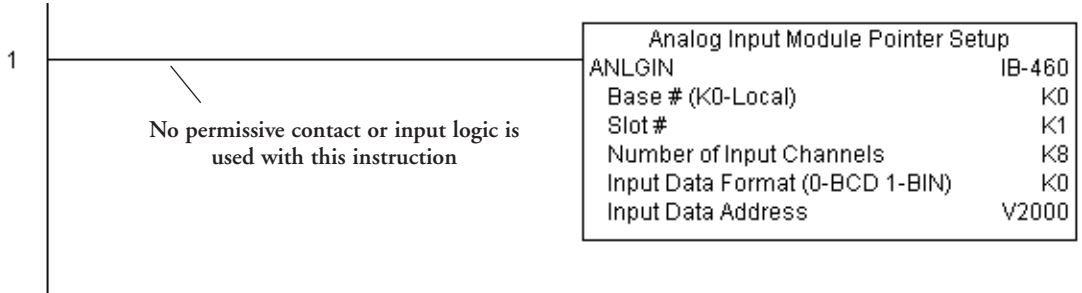 1
Analog Input Module Pointer Setup
ANLGIN IB-460
Base # (K0-Local) K0
Slot # K1
Number of Input Channels K8
Input Data Format (0-BCD 1-BIN) K0
Input Data Address V2000
No permissive contact or input logic is
used with this instruction